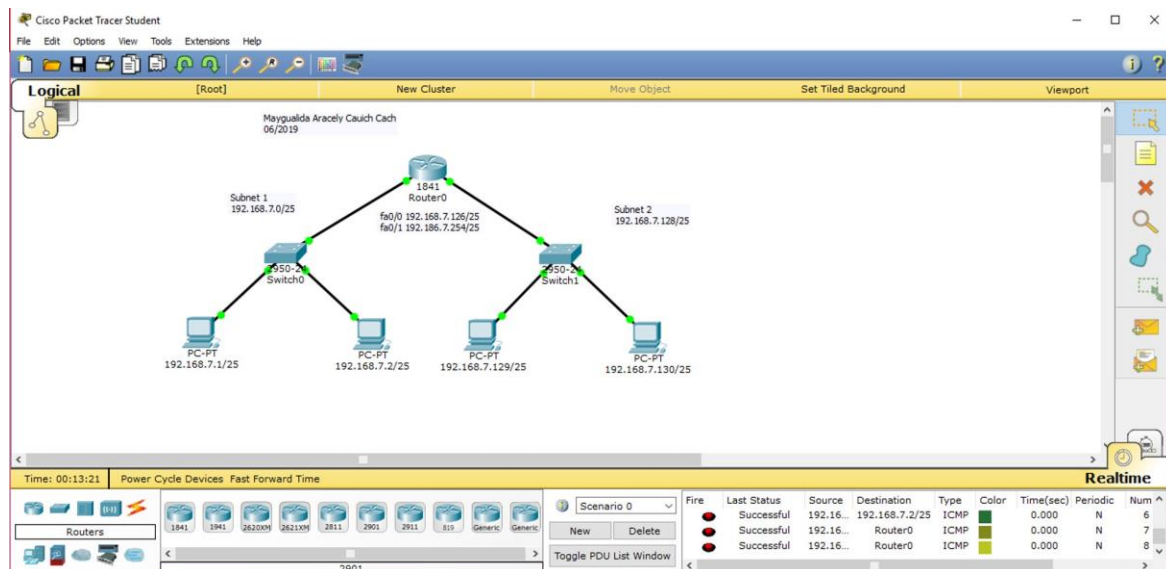 Cisco Packet Tracer Student
File Edit Options View Tools Extensions Help
Logical [Root] New Cluster Move Object Set Tiled Background Viewport
Maygualida Aracely Cauich Cach
06/2019
1841
Router0
Subnet 1
192.168.7.0/25
fa0/0 192.168.7.126/25
fa0/1 192.186.7.254/25
Subnet 2
192.168.7.128/25
2950-24
Switch0
2950-24
Switch1
PC-PT
192.168.7.1/25
PC-PT
192.168.7.2/25
PC-PT
192.168.7.129/25
PC-PT
192.168.7.130/25
Time: 00:13:21 Power Cycle Devices Fast Forward Time Realtime
Routers
1841 1941 2620XM 2621XM 2811 2901 2911 819 Generic Generic
2901
Scenario 0
New Delete
Toggle PDU List Window
Fire Last Status Source Destination Type Color Time(sec) Periodic Num
Successful 192.16... 192.168.7.2/25 ICMP 0.000 N 6
Successful 192.16... Router0 ICMP 0.000 N 7
Successful 192.16... Router0 ICMP 0.000 N 8